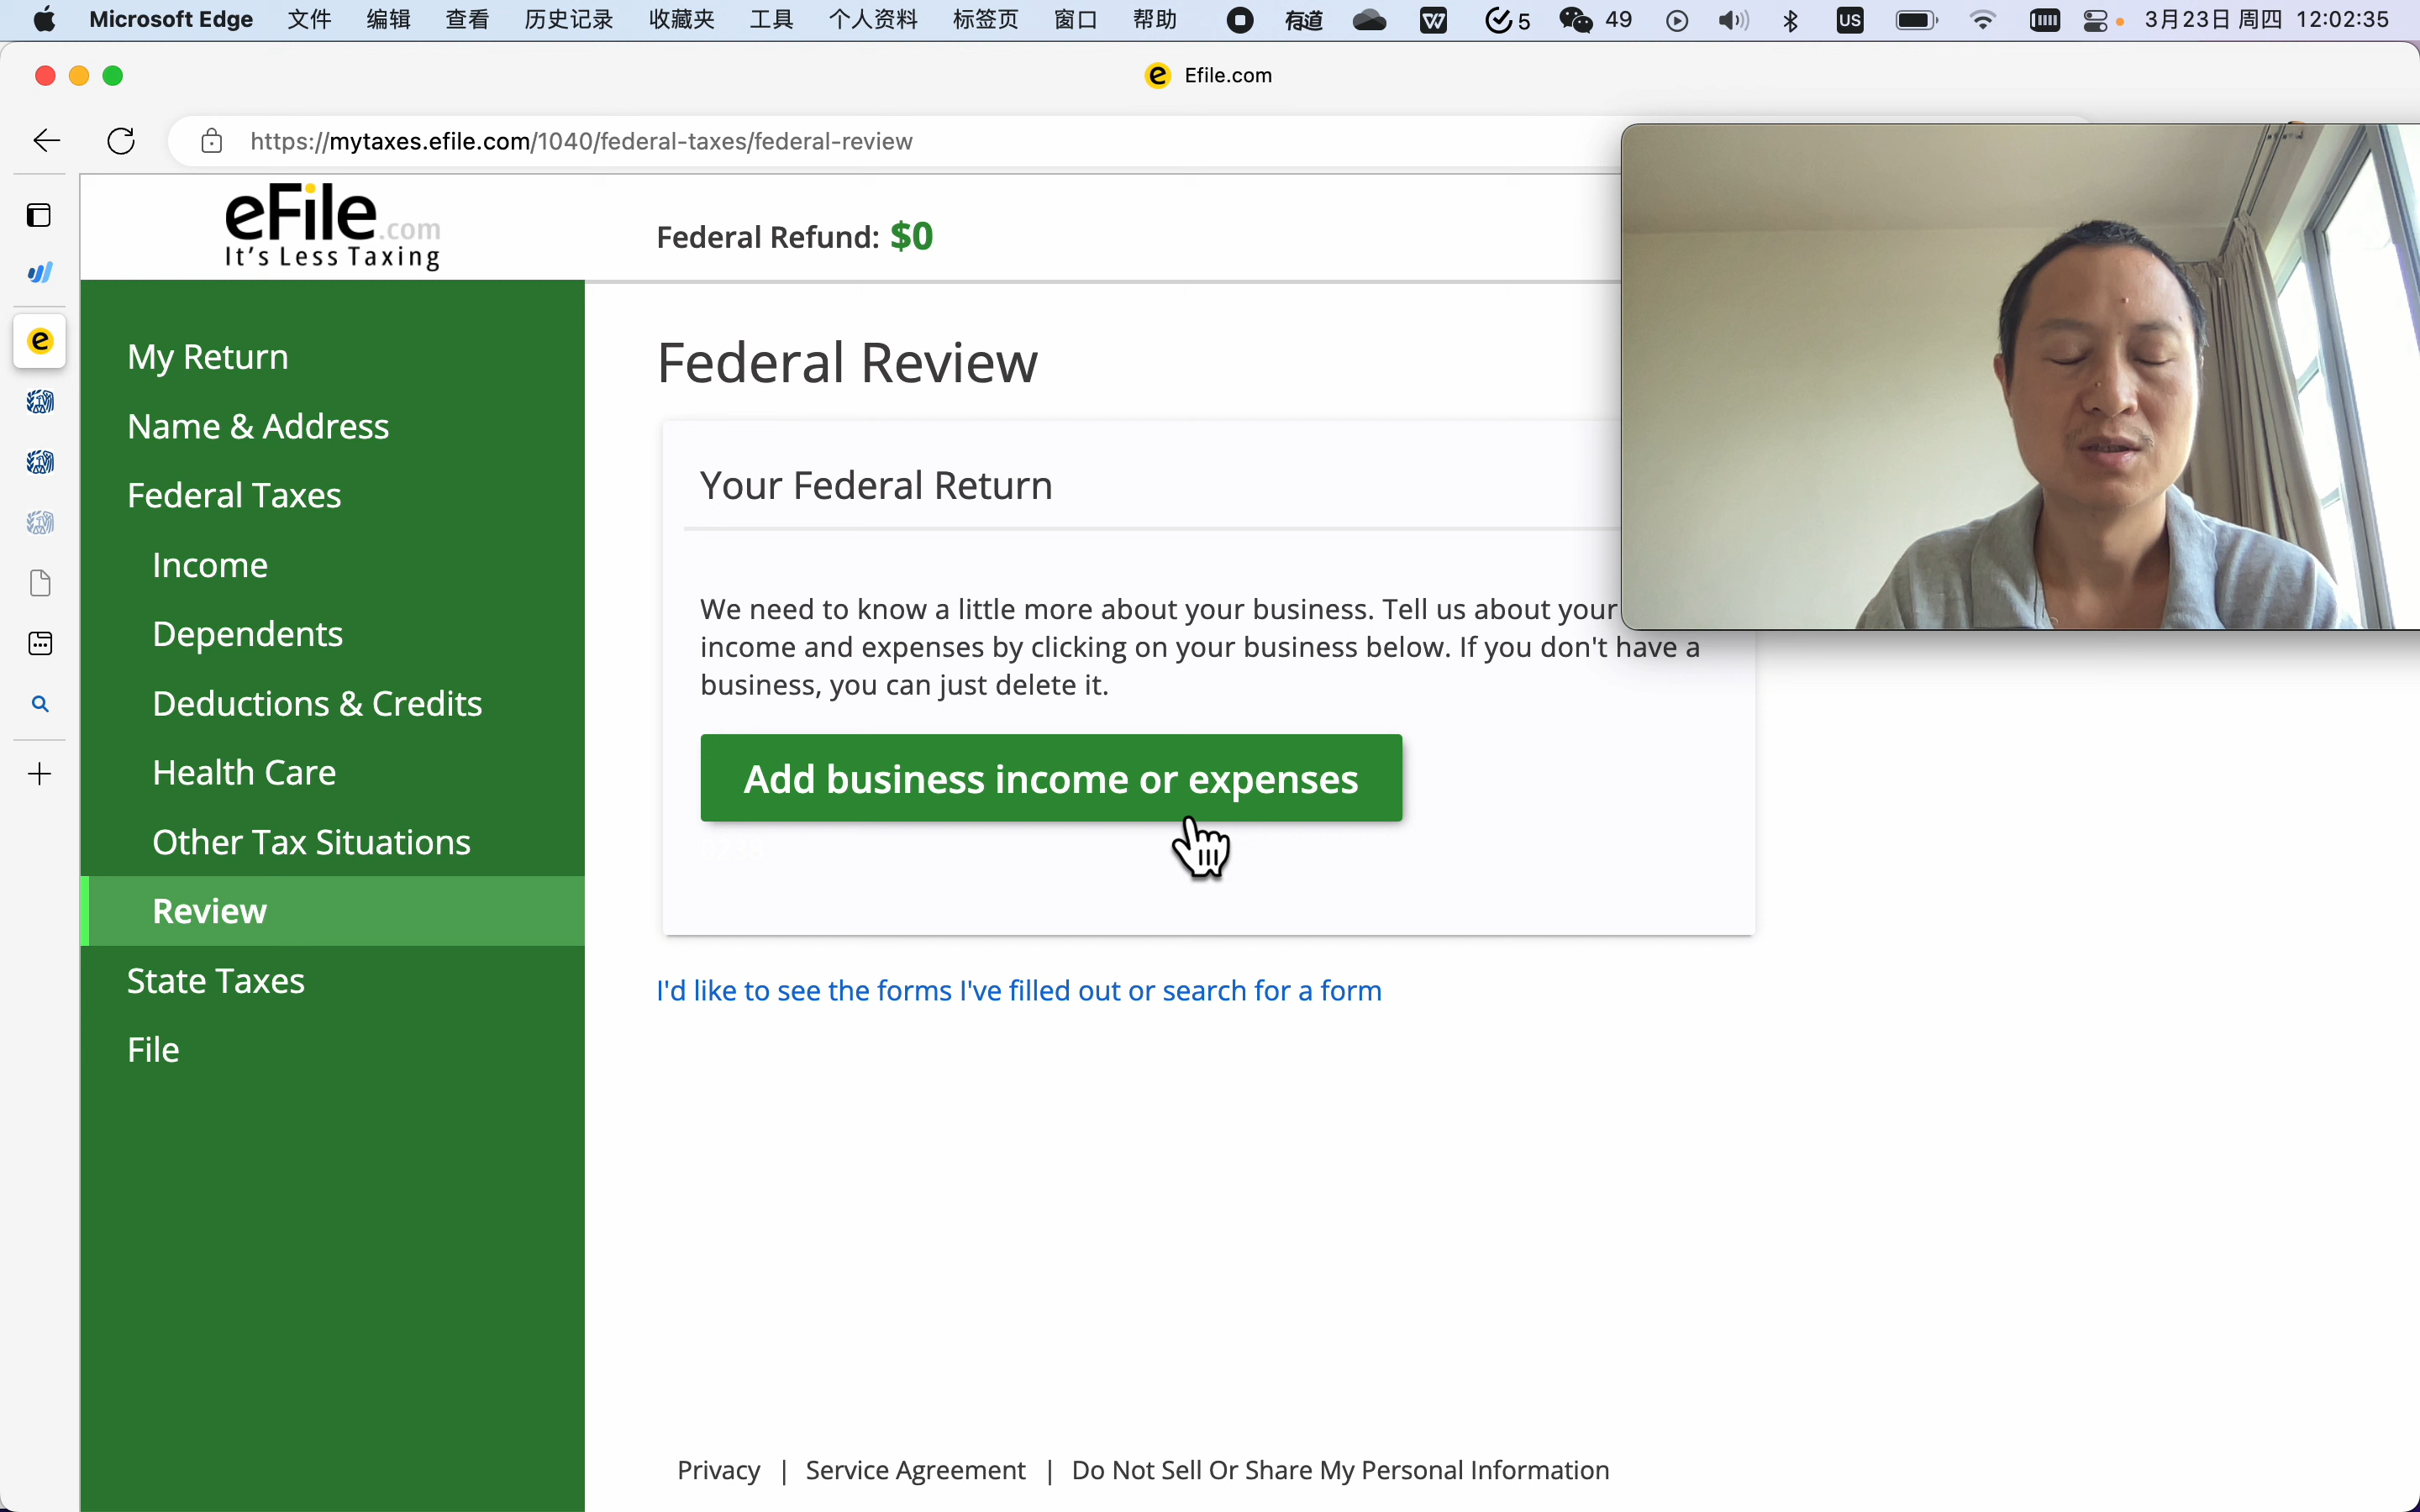 Microsoft Edge 文件 编辑 查看 历史记录 收藏夹 工具 个人资料 标签页 窗口 帮助 有道 5 49 US 3月23日 周四 12:02:35
Efile.com
https://mytaxes.efile.com/1040/federal-taxes/federal-review
eFile.com
It's Less Taxing
Federal Refund: $0
My Return
Name & Address
Federal Taxes
Income
Dependents
Deductions & Credits
Health Care
Other Tax Situations
Review
State Taxes
File
Federal Review
Your Federal Return
We need to know a little more about your business. Tell us about your
income and expenses by clicking on your business below. If you don't have a
business, you can just delete it.
Add business income or expenses
I'd like to see the forms I've filled out or search for a form
Privacy | Service Agreement | Do Not Sell Or Share My Personal Information